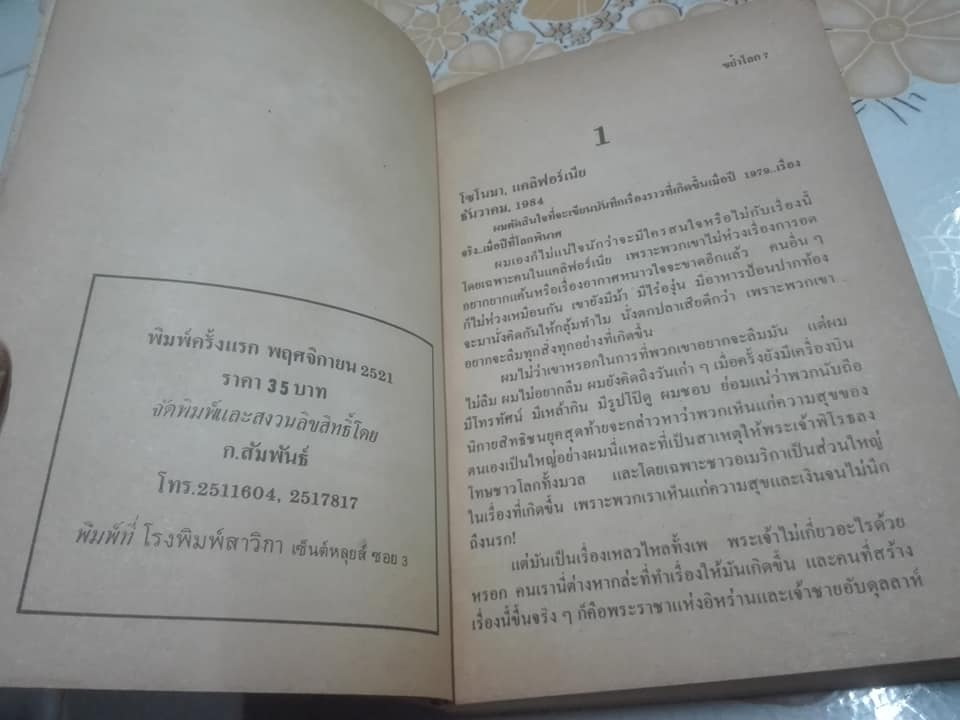 พิมพ์ครั้งแรก พฤศจิกายน 2521
ราคา 35 บาท
จัดพิมพ์และสงวนลิขสิทธิ์โดย
ก.สัมพันธ์
โทร.2511604, 2517817
พิมพ์ที่ โรงพิมพ์สาวิกา เซ็นต์หลุยส์ ซอย 3
ขย้ำโลก 7
1
โซโนมา, แคลิฟอร์เนีย
ธันวาคม, 1984
ผมตัดสินใจที่จะเขียนบันทึกเรื่องราวที่เกิดขึ้นเมื่อปี 1979..เรื่อง
จริง..เมื่อปีที่โลกพินาศ
ผมเองก็ไม่แน่ใจนักว่าจะมีใครสนใจหรือไม่กับเรื่องนี้
โดยเฉพาะคนในแคลิฟอร์เนีย เพราะพวกเขาไม่ห่วงเรื่องการอด
อยากยากแค้นหรือเรื่องอากาศหนาวใจจะขาดอีกแล้ว คนอื่น ๆ
ก็ไม่ห่วงเหมือนกัน เขายังมีม้า มีไร่องุ่น มีอาหารป้อนปากท้อง
จะมานั่งคิดกันให้กลุ้มทำไม นั่งตกปลาเสียดีกว่า เพราะพวกเขา...
อยากจะลืมทุกสิ่งทุกอย่างที่เกิดขึ้น
ผมไม่ว่าเขาหรอกในการที่พวกเขาอยากจะลืมมัน แต่ผม
ไม่ลืม ผมไม่อยากลืม ผมยังคิดถึงวันเก่า ๆ เมื่อครั้งยังมีเครื่องบิน
มีโทรทัศน์ มีเหล้ากิน มีรูปโป๊ดู ผมชอบ ย่อมแน่ว่าพวกนับถือ
นิกายสิทธิชนยุคสุดท้ายจะกล่าวหาว่าพวกเห็นแก่ความสุขของ
ตนเองเป็นใหญ่อย่างผมนี่แหละที่เป็นสาเหตุให้พระเจ้าพิโรธลง
โทษชาวโลกทั้งมวล และโดยเฉพาะชาวอเมริกาเป็นส่วนใหญ่
ในเรื่องที่เกิดขึ้น เพราะพวกเราเห็นแก่ความสุขและเงินจนไม่นึก
ถึงนรก!
แต่มันเป็นเรื่องเหลวไหลทั้งเพ พระเจ้าไม่เกี่ยวอะไรด้วย
หรอก คนเรานี่ต่างหากล่ะที่ทำเรื่องให้มันเกิดขึ้น และคนที่สร้าง
เรื่องนี้ขึ้นจริง ๆ ก็คือพระราชาแห่งอิหร่านและเจ้าชายอับดุลลาห์